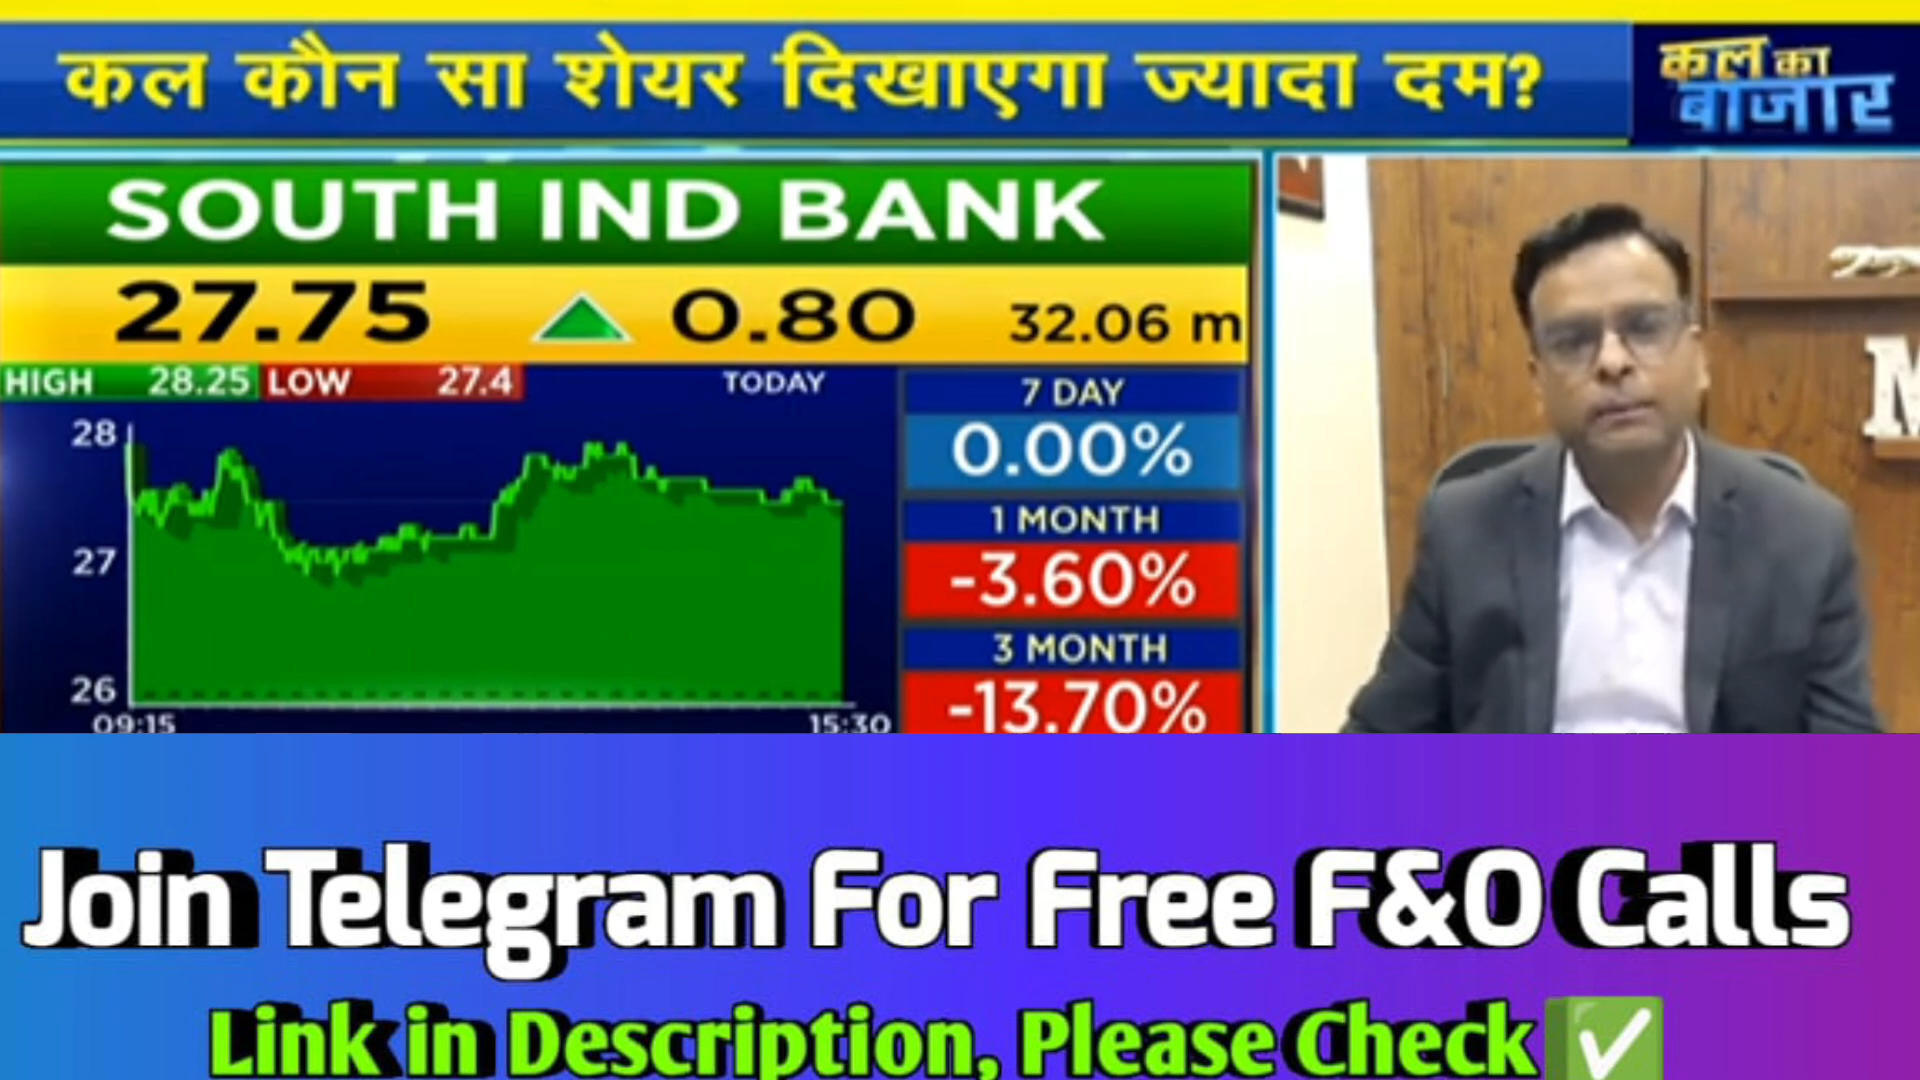 कल कौन सा शेयर दिखाएगा ज्यादा दम?
कल का
बाजार
SOUTH IND BANK
27.75 0.80 32.06 m
HIGH 28.25 LOW 27.4 TODAY
28
27
26
09:15 15:30
7 DAY
0.00%
1 MONTH
-3.60%
3 MONTH
-13.70%
M
Join Telegram For Free F&O Calls
Link in Description, Please Check ✅